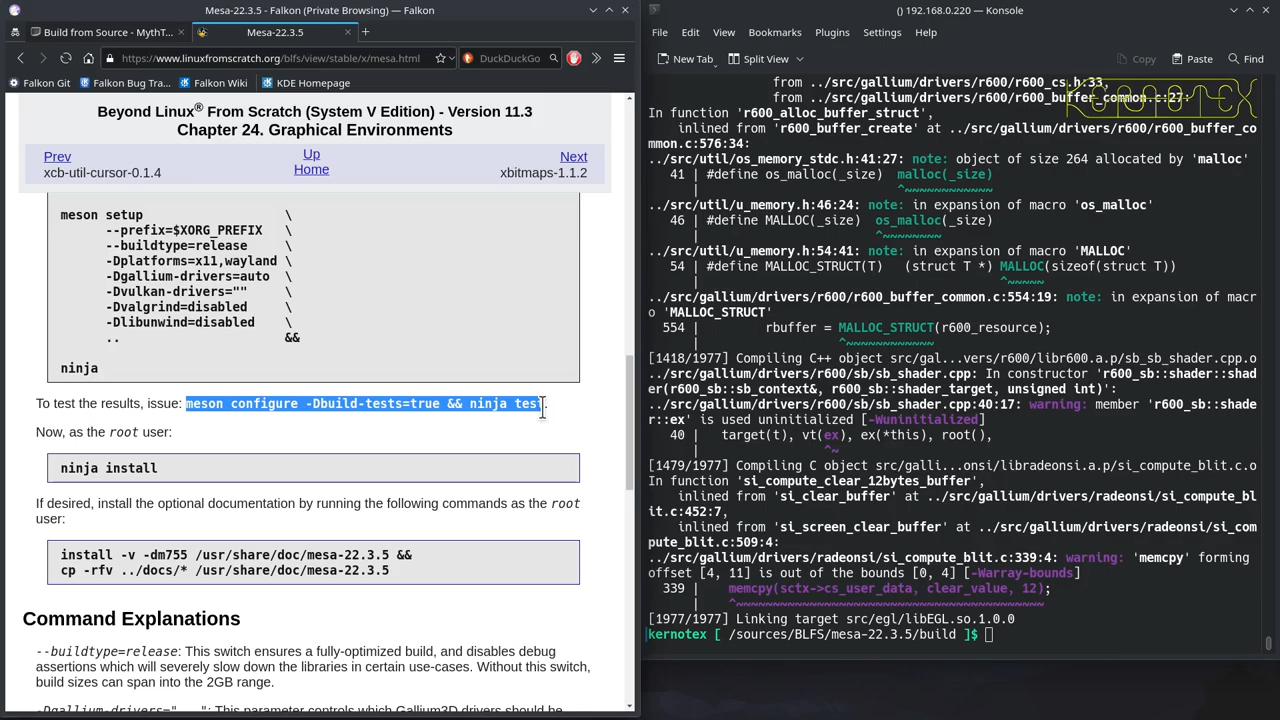 Mesa-22.3.5 – Falkon (Private Browsing) — Falkon
Build from Source - MythT...
Mesa-22.3.5
https://www.linuxfromscratch.org/blfs/view/stable/x/mesa.html
DuckDuckGo
Falkon Git
Falkon Bug Tra...
Falkon Wiki
KDE Homepage
Beyond Linux® From Scratch (System V Edition) - Version 11.3
Chapter 24. Graphical Environments
Prev
Up
Next
xcb-util-cursor-0.1.4
Home
xbitmaps-1.1.2
meson setup \
--prefix=$XORG_PREFIX \
--buildtype=release \
-Dplatforms=x11,wayland \
-Dgallium-drivers=auto \
-Dvulkan-drivers="" \
-Dvalgrind=disabled \
-Dlibunwind=disabled \
.. &&
ninja
To test the results, issue: meson configure -Dbuild-tests=true && ninja test.
Now, as the root user:
ninja install
If desired, install the optional documentation by running the following commands as the root
user:
install -v -dm755 /usr/share/doc/mesa-22.3.5 &&
cp -rfv ../docs/* /usr/share/doc/mesa-22.3.5
Command Explanations
--buildtype=release: This switch ensures a fully-optimized build, and disables debug
assertions which will severely slow down the libraries in certain use-cases. Without this switch,
build sizes can span into the 2GB range.
-Dgallium-drivers="...": This parameter controls which Gallium3D drivers should be
() 192.168.0.220 — Konsole
File Edit View Bookmarks Plugins Settings Help
New Tab
Split View
Copy
Paste
Find
KERNOTEX
from ../src/gallium/drivers/r600/r600_cs.h:33,
from ../src/gallium/drivers/r600/r600_buffer_common.c:27:
In function 'r600_alloc_buffer_struct',
inlined from 'r600_buffer_create' at ../src/gallium/drivers/r600/r600_buffer_co
mmon.c:576:34:
../src/util/os_memory_stdc.h:41:27: note: object of size 264 allocated by 'malloc'
41 | #define os_malloc(_size) malloc(_size)
| ^~~~~~~~~~~~~
../src/util/u_memory.h:46:24: note: in expansion of macro 'os_malloc'
46 | #define MALLOC(_size) os_malloc(_size)
| ^~~~~~~~~
../src/util/u_memory.h:54:41: note: in expansion of macro 'MALLOC'
54 | #define MALLOC_STRUCT(T) (struct T *) MALLOC(sizeof(struct T))
| ^~~~~~
../src/gallium/drivers/r600/r600_buffer_common.c:554:19: note: in expansion of macr
o 'MALLOC_STRUCT'
554 | rbuffer = MALLOC_STRUCT(r600_resource);
| ^~~~~~~~~~~~~
[1418/1977] Compiling C++ object src/gal...vers/r600/libr600.a.p/sb_sb_shader.cpp.o
../src/gallium/drivers/r600/sb/sb_shader.cpp: In constructor 'r600_sb::shader::shad
er(r600_sb::sb_context&, r600_sb::shader_target, unsigned int)':
../src/gallium/drivers/r600/sb/sb_shader.cpp:40:17: warning: member 'r600_sb::shade
r::ex' is used uninitialized [-Wuninitialized]
40 | target(t), vt(ex), ex(*this), root(),
| ^~
[1479/1977] Compiling C object src/galli...onsi/libradeonsi.a.p/si_compute_blit.c.o
In function 'si_compute_clear_12bytes_buffer',
inlined from 'si_clear_buffer' at ../src/gallium/drivers/radeonsi/si_compute_bl
it.c:452:7,
inlined from 'si_screen_clear_buffer' at ../src/gallium/drivers/radeonsi/si_com
pute_blit.c:509:4:
../src/gallium/drivers/radeonsi/si_compute_blit.c:339:4: warning: 'memcpy' forming
offset [4, 11] is out of the bounds [0, 4] [-Warray-bounds]
339 | memcpy(sctx->cs_user_data, clear_value, 12);
| ^~~~~~~~~~~~~~~~~~~~~~~~~~~~~~~~~~~~~~~~~~~
[1977/1977] Linking target src/egl/libEGL.so.1.0.0
kernotex [ /sources/BLFS/mesa-22.3.5/build ]$